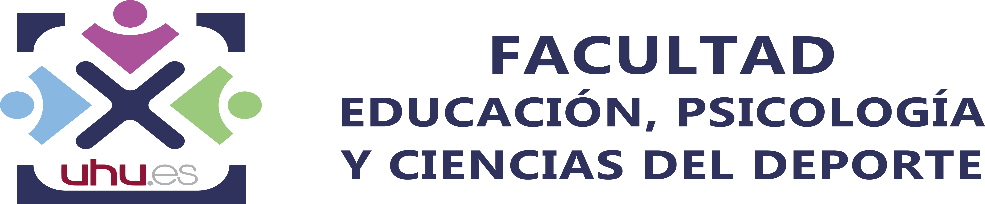 FACULTAD
EDUCACIÓN, PSICOLOGÍA
Y CIENCIAS DEL DEPORTE
uhu.es